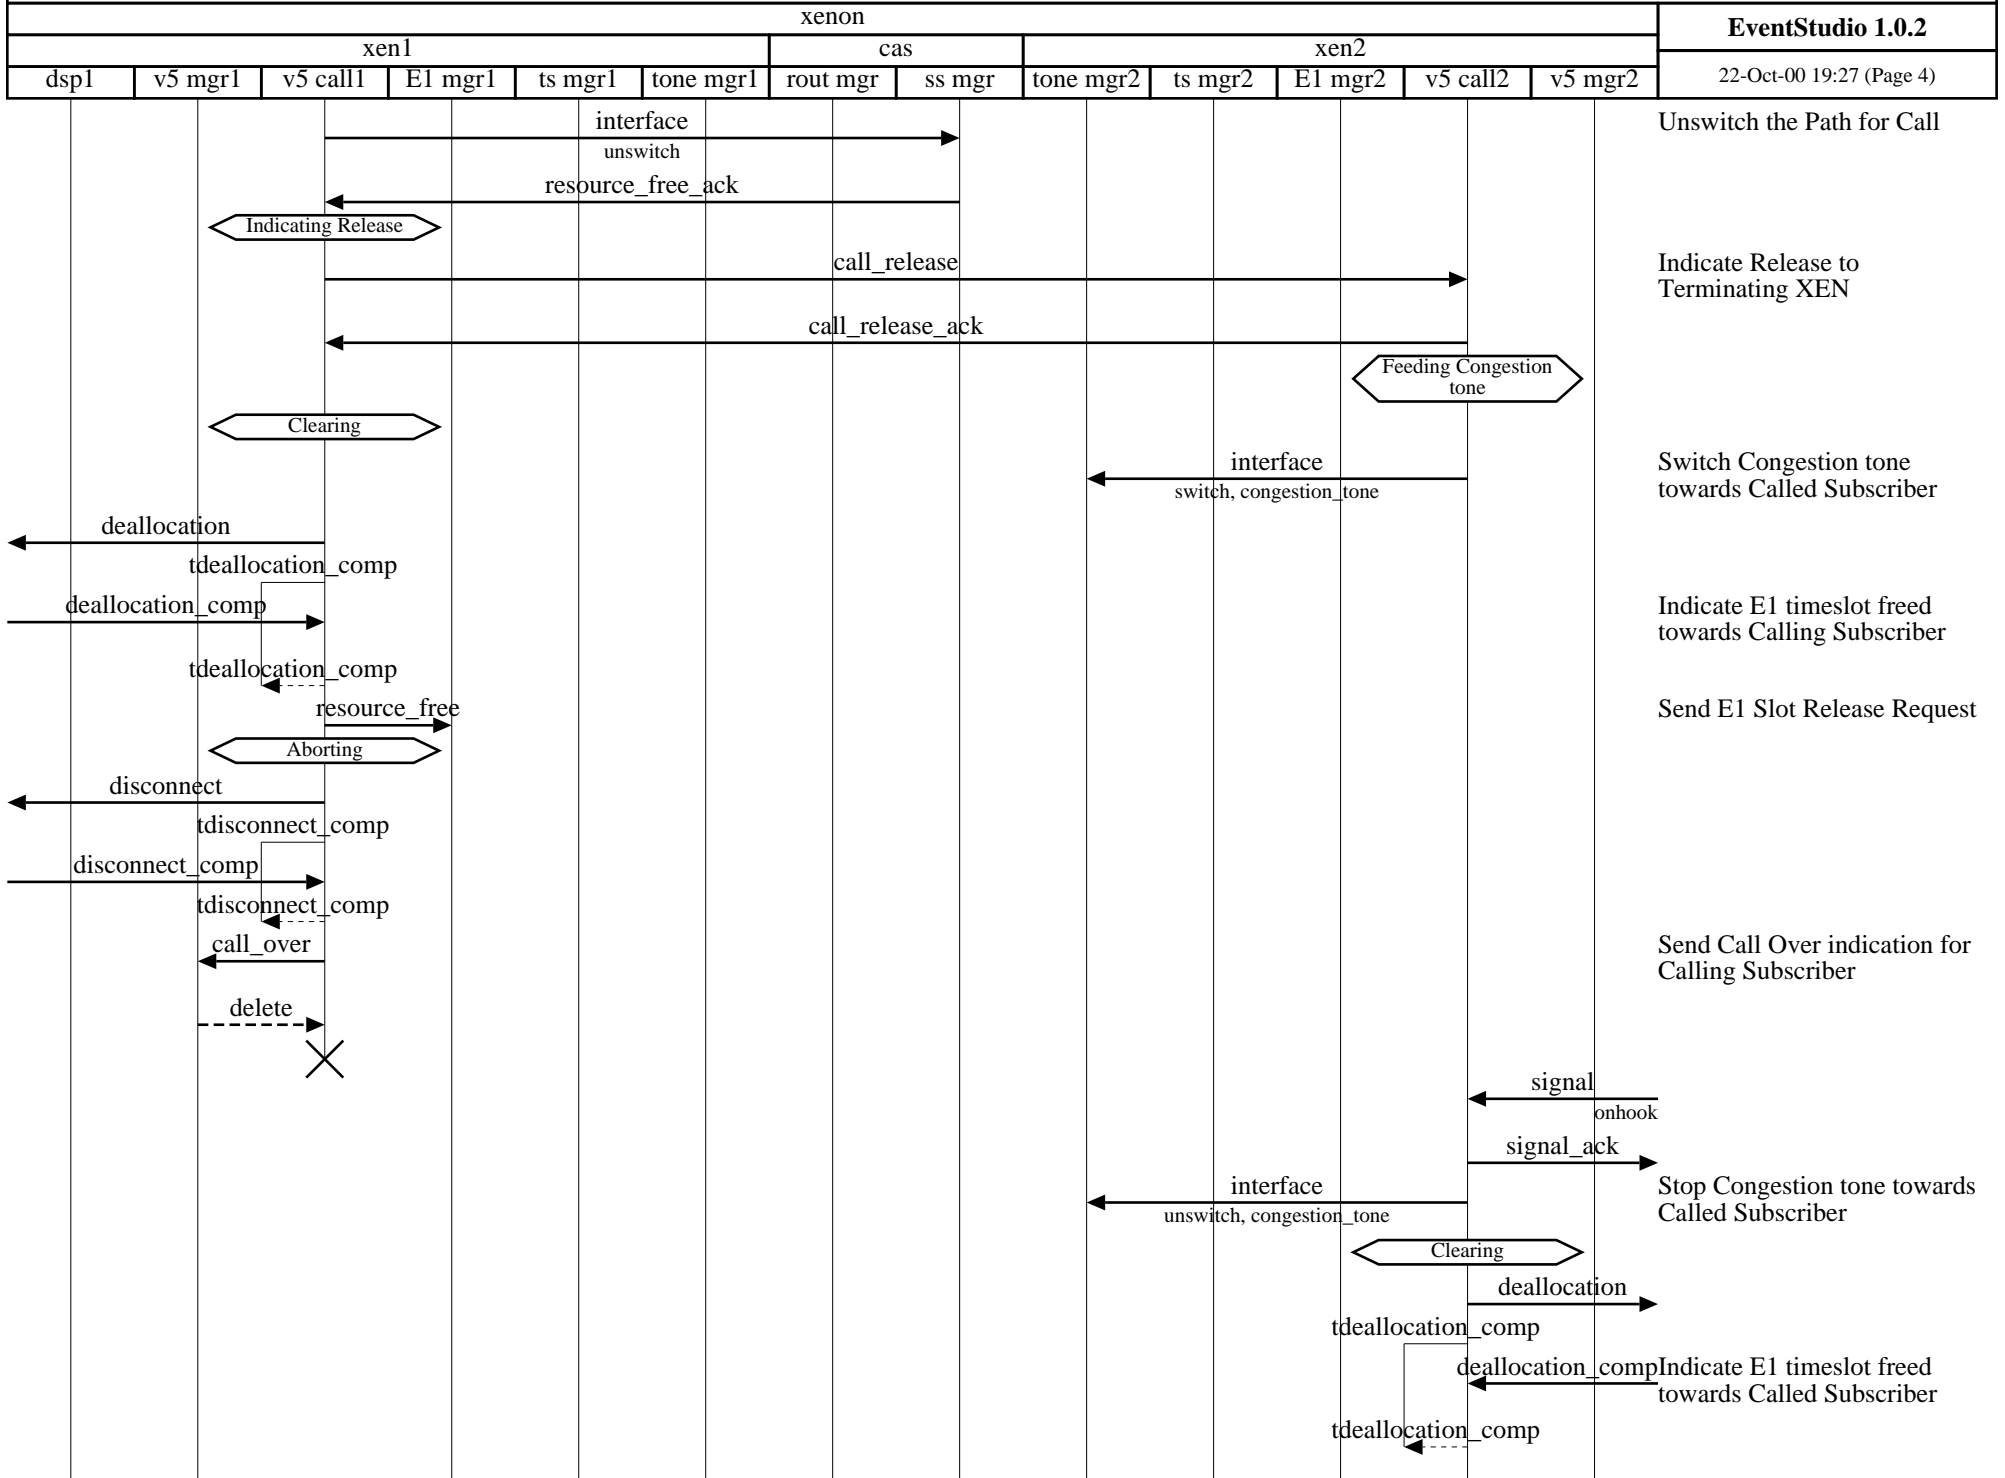 xenon
EventStudio 1.0.2
xen1
cas
xen2
22-Oct-00 19:27 (Page 4)
dsp1
v5 mgr1
v5 call1
E1 mgr1
ts mgr1
tone mgr1
rout mgr
ss mgr
tone mgr2
ts mgr2
E1 mgr2
v5 call2
v5 mgr2
interface
Unswitch the Path for Call
unswitch
resource_free_ack
Indicating Release
call_release
Indicate Release to
Terminating XEN
call_release_ack
Feeding Congestion
tone
Clearing
interface
Switch Congestion tone
switch, congestion_tone
towards Called Subscriber
deallocation
tdeallocation_comp
deallocation_comp
Indicate E1 timeslot freed
towards Calling Subscriber
tdeallocation_comp
resource_free
Send E1 Slot Release Request
Aborting
disconnect
tdisconnect_comp
disconnect_comp
tdisconnect_comp
call_over
Send Call Over indication for
Calling Subscriber
delete
signal
onhook
signal_ack
interface
Stop Congestion tone towards
unswitch, congestion_tone
Called Subscriber
Clearing
deallocation
tdeallocation_comp
deallocation_comp
Indicate E1 timeslot freed
towards Called Subscriber
tdeallocation_comp